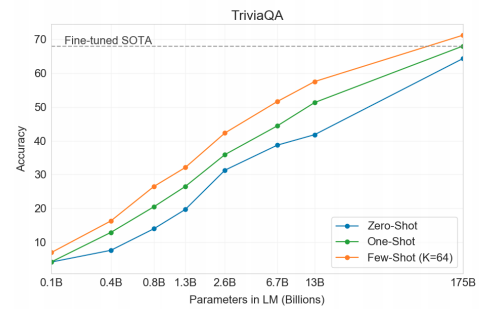 TriviaQA
Fine-tuned SOTA
Accuracy
70
60
50
40
30
20
10
Zero-Shot
One-Shot
Few-Shot (K=64)
0.1B 0.4B 0.8B 1.3B 2.6B 6.7B 13B 175B
Parameters in LM (Billions)